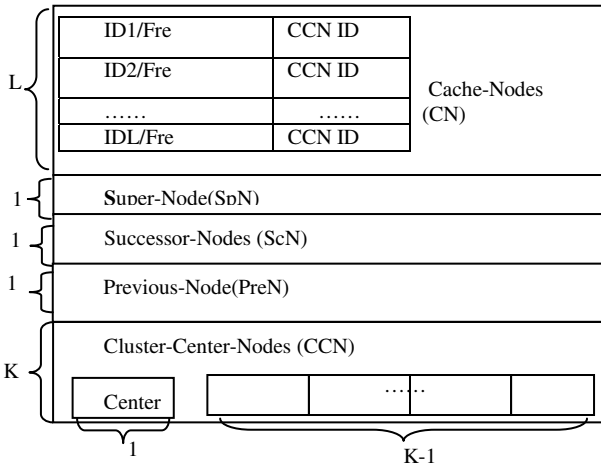 ID1/Fre CCN ID
ID2/Fre CCN ID
L
Cache-Nodes
(CN)
…… ……
IDL/Fre CCN ID
1 Super-Node(SpN)
1 Successor-Nodes (ScN)
1 Previous-Node(PreN)
Cluster-Center-Nodes (CCN)
K
Center ……
1 K-1